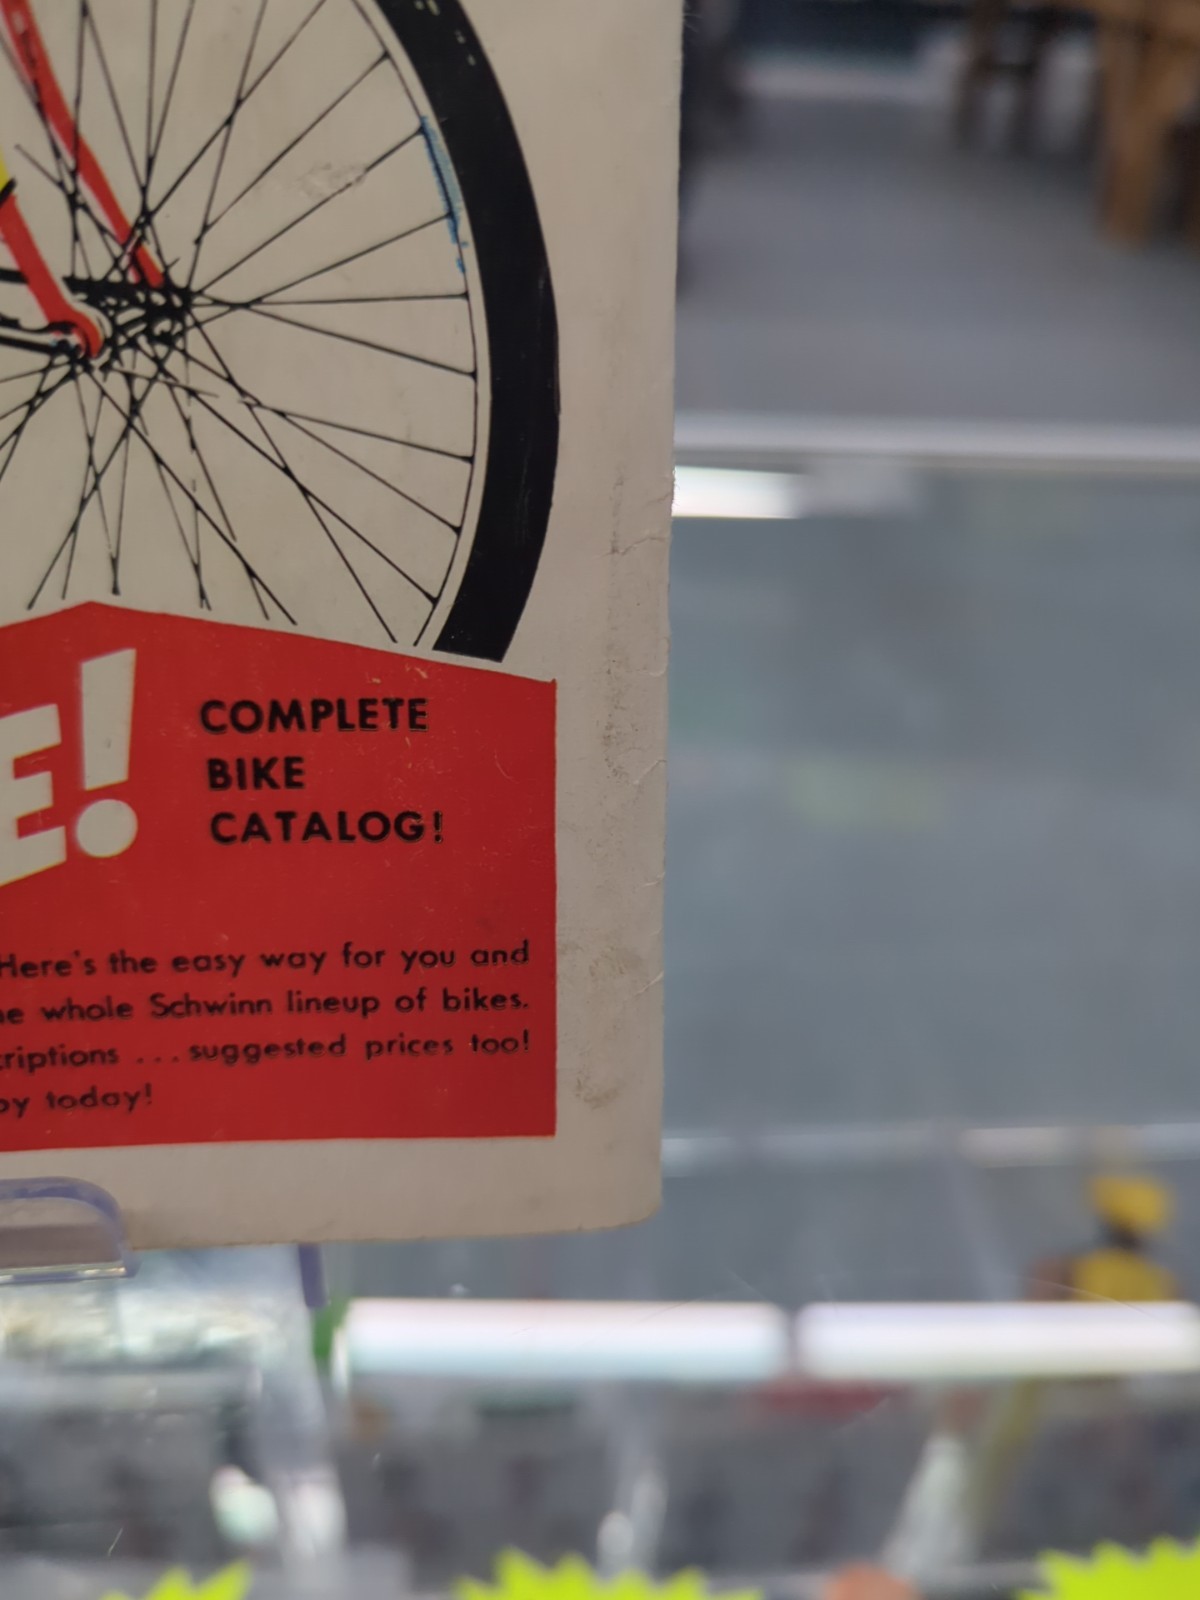 E!
COMPLETE
BIKE
CATALOG!
Here's the easy way for you and
whole Schwinn lineup of bikes.
criptions ... suggested prices too!
today!